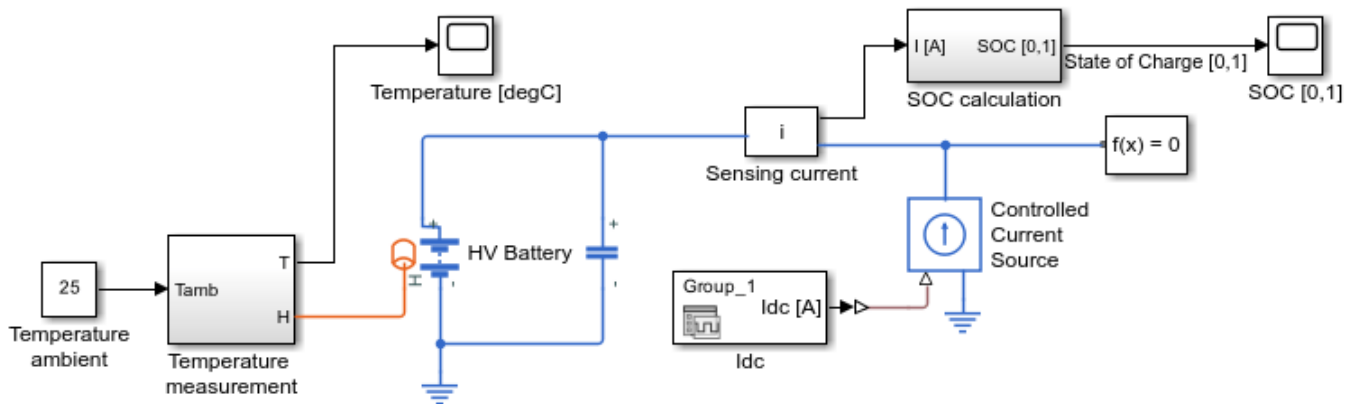 Temperature [degC]
I [A]
SOC [0,1]
SOC calculation
State of Charge [0,1]
SOC [0,1]
i
Sensing current
f(x) = 0
25
Temperature
ambient
Tamb
T
H
Temperature
measurement
+
H
-
HV Battery
+
-
Group_1
Idc [A]
Idc
Controlled
Current
Source